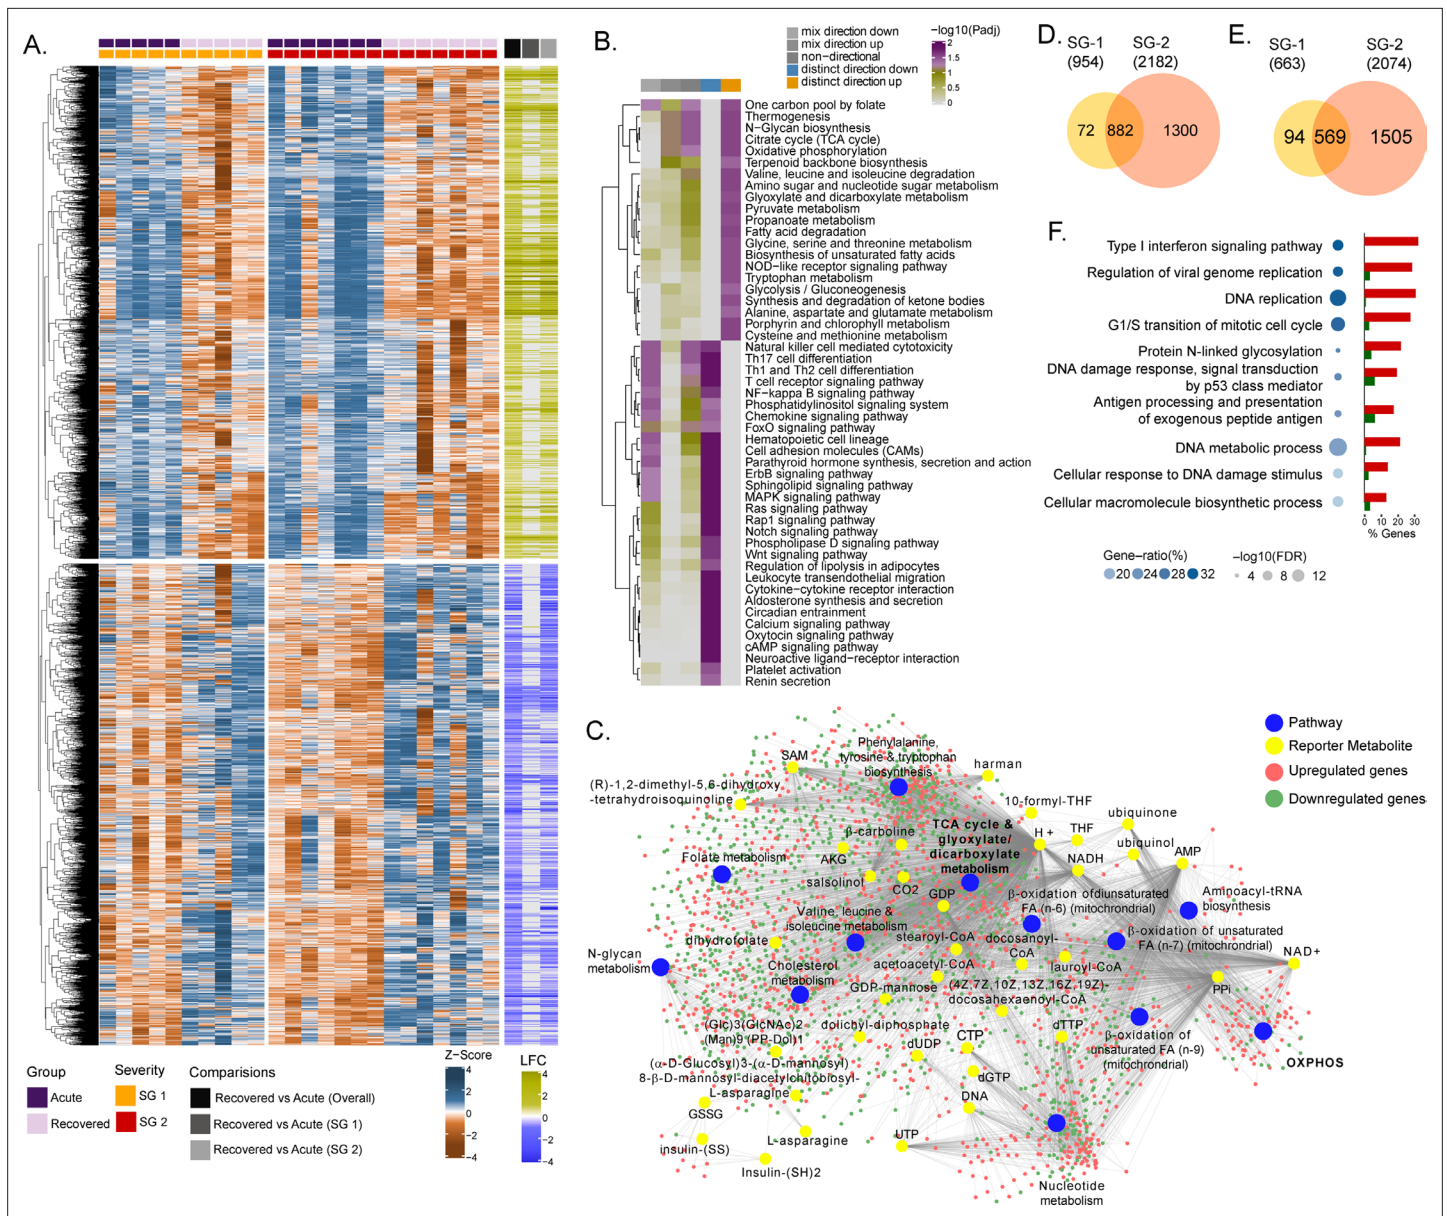 A.
Group
Acute
Recovered
Severity
SG 1
SG 2
Comparisions
Recovered vs Acute (Overall)
Recovered vs Acute (SG 1)
Recovered vs Acute (SG 2)
Z-Score
4
2
0
−2
−4
LFC
4
2
0
−2
−4
B.
mix direction down
mix direction up
non-directional
distinct direction down
distinct direction up
−log10(Padj)
2
1.5
1
0.5
0
One carbon pool by folate
Thermogenesis
N−Glycan biosynthesis
Citrate cycle (TCA cycle)
Oxidative phosphorylation
Terpenoid backbone biosynthesis
Valine, leucine and isoleucine degradation
Amino sugar and nucleotide sugar metabolism
Glyoxylate and dicarboxylate metabolism
Pyruvate metabolism
Propanoate metabolism
Fatty acid degradation
Glycine, serine and threonine metabolism
Biosynthesis of unsaturated fatty acids
NOD−like receptor signaling pathway
Tryptophan metabolism
Glycolysis / Gluconeogenesis
Synthesis and degradation of ketone bodies
Alanine, aspartate and glutamate metabolism
Porphyrin and chlorophyll metabolism
Cysteine and methionine metabolism
Natural killer cell mediated cytotoxicity
Th17 cell differentiation
Th1 and Th2 cell differentiation
T cell receptor signaling pathway
NF−kappa B signaling pathway
Phosphatidylinositol signaling system
Chemokine signaling pathway
FoxO signaling pathway
Hematopoietic cell lineage
Cell adhesion molecules (CAMs)
Parathyroid hormone synthesis, secretion and action
ErbB signaling pathway
Sphingolipid signaling pathway
MAPK signaling pathway
Ras signaling pathway
Rap1 signaling pathway
Notch signaling pathway
Phospholipase D signaling pathway
Wnt signaling pathway
Regulation of lipolysis in adipocytes
Leukocyte transendothelial migration
Cytokine−cytokine receptor interaction
Aldosterone synthesis and secretion
Circadian entrainment
Calcium signaling pathway
Oxytocin signaling pathway
cAMP signaling pathway
Neuroactive ligand−receptor interaction
Platelet activation
Renin secretion
D.
SG-1
(954)
SG-2
(2182)
72
882
1300
E.
SG-1
(663)
SG-2
(2074)
94
569
1505
F.
Type I interferon signaling pathway
Regulation of viral genome replication
DNA replication
G1/S transition of mitotic cell cycle
Protein N-linked glycosylation
DNA damage response, signal transduction
by p53 class mediator
Antigen processing and presentation
of exogenous peptide antigen
DNA metabolic process
Cellular response to DNA damage stimulus
Cellular macromolecule biosynthetic process
0 10 20 30
% Genes
Gene−ratio(%)
20 24 28 32
−log10(FDR)
4 8 12
C.
Pathway
Reporter Metabolite
Upregulated genes
Downregulated genes
SAM
Phenylalanine,
tyrosine & tryptophan
biosynthesis
harman
(R)-1,2-dimethyl-5,6-dihydroxy
-tetrahydroisoquinoline
10-formyl-THF
ubiquinone
β-carboline
TCA cycle &
glyoxylate/
dicarboxylate
metabolism
H +
THF
ubiquinol
AMP
NADH
Folate metabolism
AKG
salsolinol
CO2
GDP
β-oxidation ofdiunsaturated
FA (n-6) (mitochrondrial)
Aminoacyl-tRNA
biosynthesis
Valine, leucine &
isoleucine metabolism
β-oxidation of unsaturated
FA (n-7) (mitochondrial)
dihydrofolate
stearoyl-CoA
docosanoyl-
CoA
NAD+
N-glycan
metabolism
Cholesterol
metabolism
acetoacetyl-CoA
lauroyl-CoA
PPi
GDP-mannose
(4Z,7Z,10Z,13Z,16Z,19Z)-
docosahexaenoyl-CoA
(Glc)3(GlcNAc)2
(Man)9 (PP-Dol)1
dolichyl-diphosphate
dUDP
CTP
dTTP
β-oxidation of
unsaturated FA (n-9)
(mitochondrial)
OXPHOS
(α-D-Glucosyl)3-(α-D-mannosyl)
8-β-D-mannosyl-diacetylchitobiosyl-
L-asparagine
dGTP
DNA
GSSG
L-asparagine
UTP
insulin-(SS)
Insulin-(SH)2
Nucleotide
metabolism